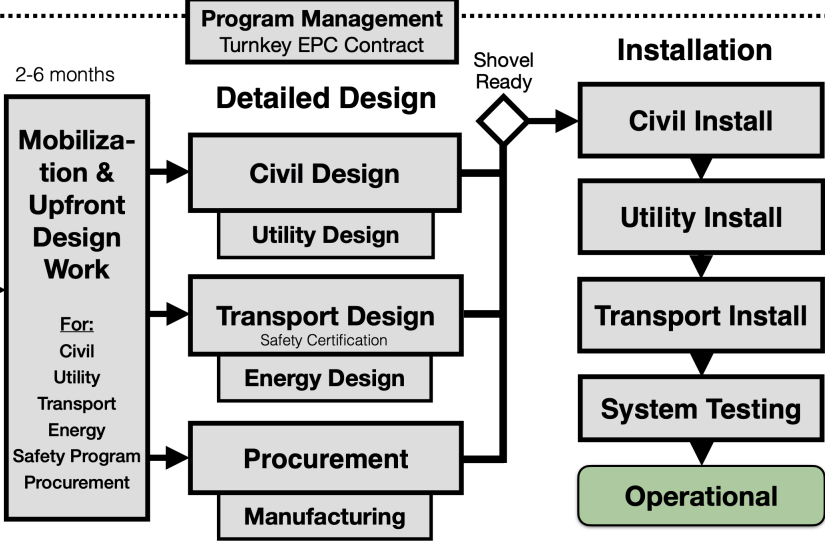 Program Management
Turnkey EPC Contract
2-6 months
Mobiliza-
tion &
Upfront
Design
Work
For:
Civil
Utility
Transport
Energy
Safety Program
Procurement
Detailed Design
Civil Design
Utility Design
Transport Design
Safety Certification
Energy Design
Procurement
Manufacturing
Shovel
Ready
Installation
Civil Install
Utility Install
Transport Install
System Testing
Operational